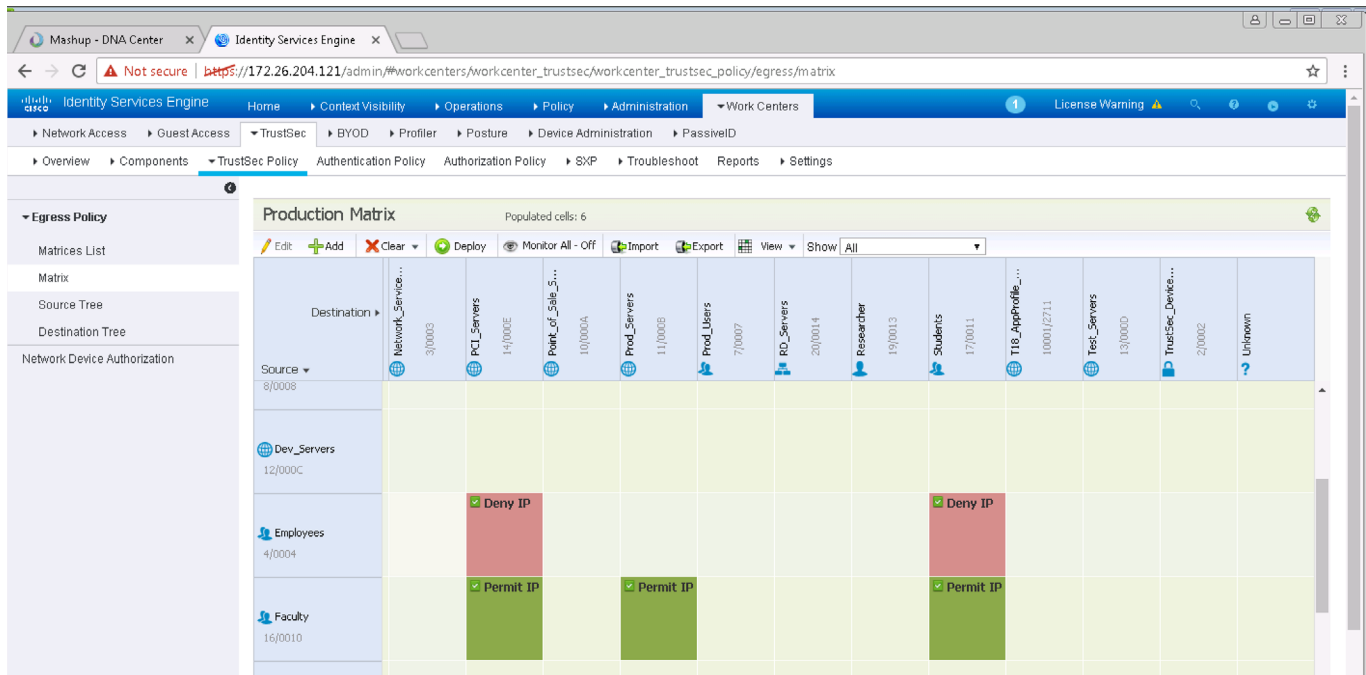 Mashup - DNA Center
Identity Services Engine
Not secure | https://172.26.204.121/admin/#workcenters/workcenter_trustsec/workcenter_trustsec_policy/egress/matrix
cisco Identity Services Engine Home Context Visibility Operations Policy Administration Work Centers 1 License Warning
Network Access Guest Access TrustSec BYOD Profiler Posture Device Administration PassiveID
Overview Components TrustSec Policy Authentication Policy Authorization Policy SXP Troubleshoot Reports Settings
Egress Policy
Matrices List
Matrix
Source Tree
Destination Tree
Network Device Authorization
Production Matrix Populated cells: 6
Edit Add Clear Deploy Monitor All - Off Import Export View Show All
Destination
Source
Network_Service...
3/0003
PCI_Servers
14/000E
Point_of_Sale_S...
10/000A
Prod_Servers
11/000B
Prod_Users
7/0007
RD_Servers
20/0014
Researcher
19/0013
Students
17/0011
T18_AppProfile_...
10001/2711
Test_Servers
13/000D
TrustSec_Device...
2/0002
Unknown
8/0008
Dev_Servers
12/000C
Employees
4/0004
Deny IP
Deny IP
Faculty
16/0010
Permit IP
Permit IP
Permit IP